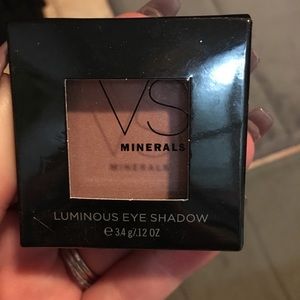 VS
MINERALS
MINERALS
LUMINOUS EYE SHADOW
℮ 3.4 g/.12 OZ